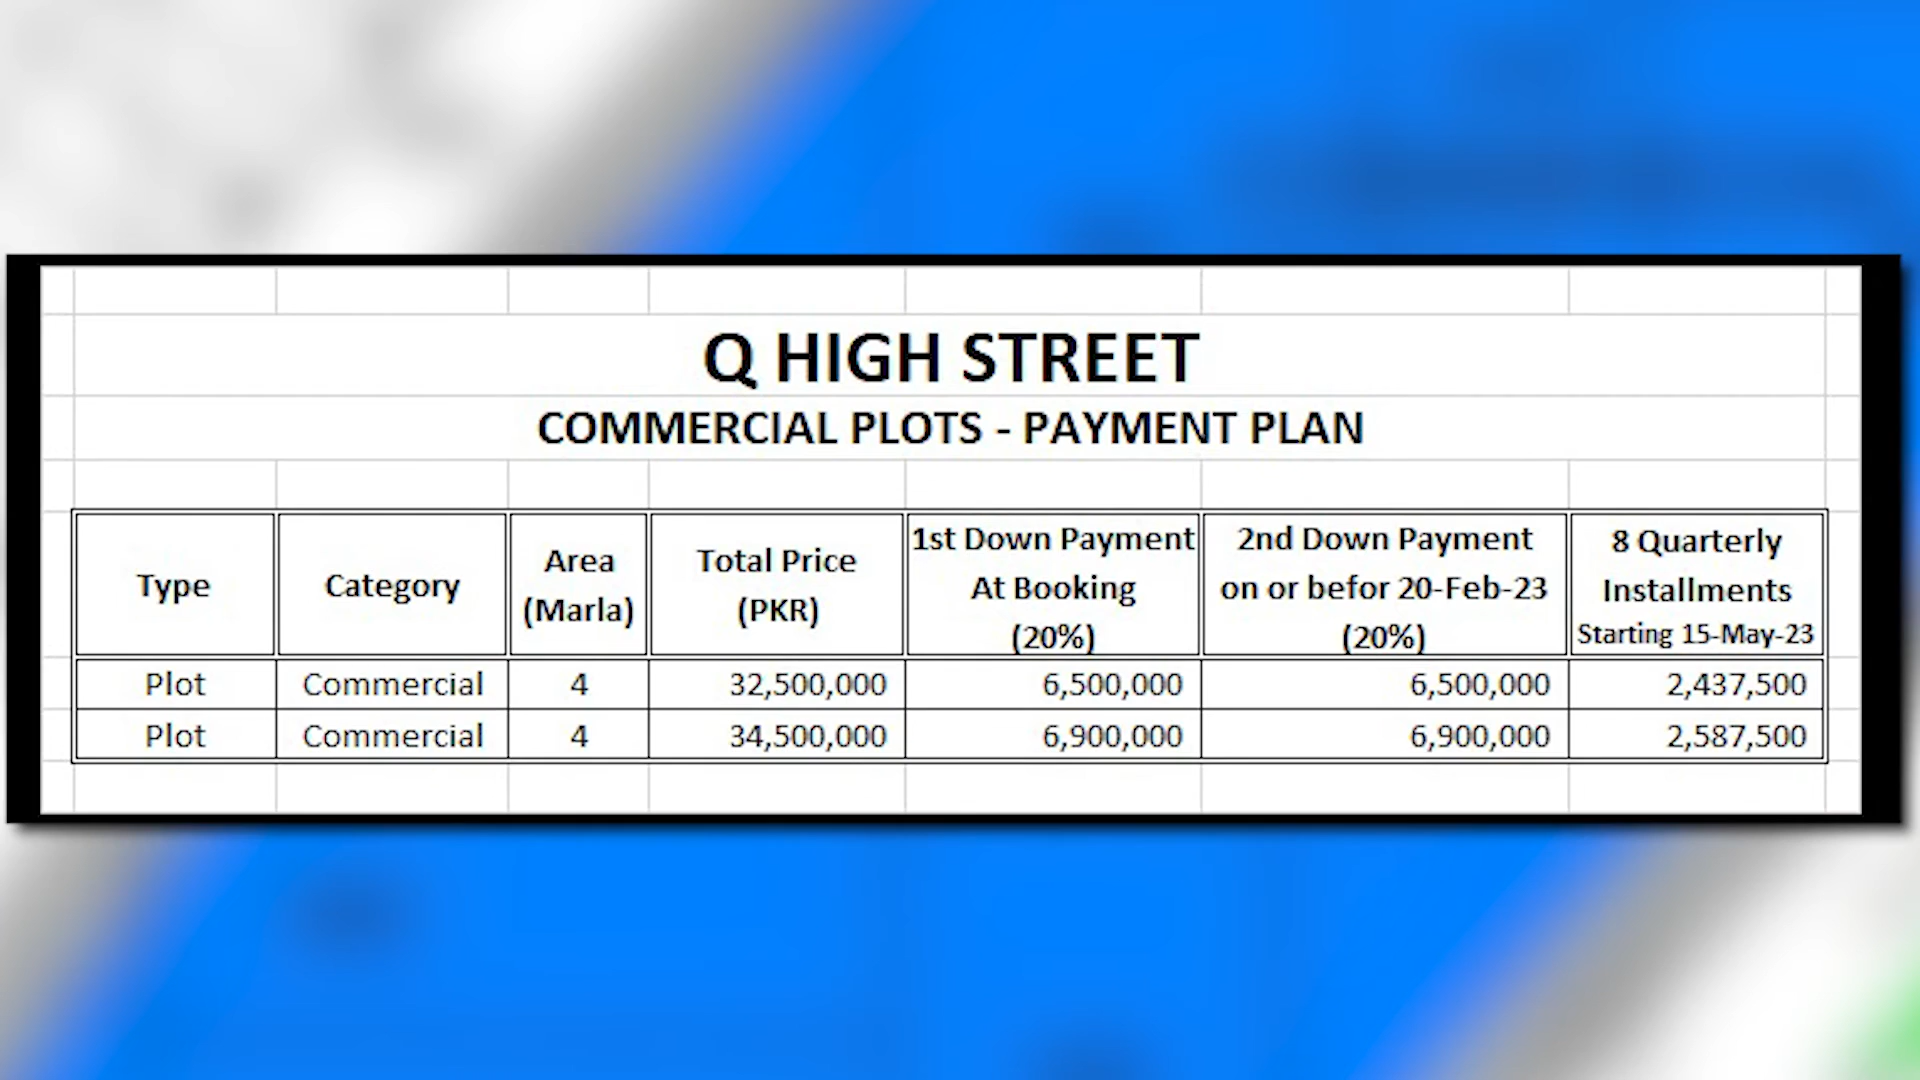 Q HIGH STREET
COMMERCIAL PLOTS - PAYMENT PLAN
Type Category Area (Marla) Total Price (PKR) 1st Down Payment At Booking (20%) 2nd Down Payment on or befor 20-Feb-23 (20%) 8 Quarterly Installments Starting 15-May-23
Plot Commercial 4 32,500,000 6,500,000 6,500,000 2,437,500
Plot Commercial 4 34,500,000 6,900,000 6,900,000 2,587,500